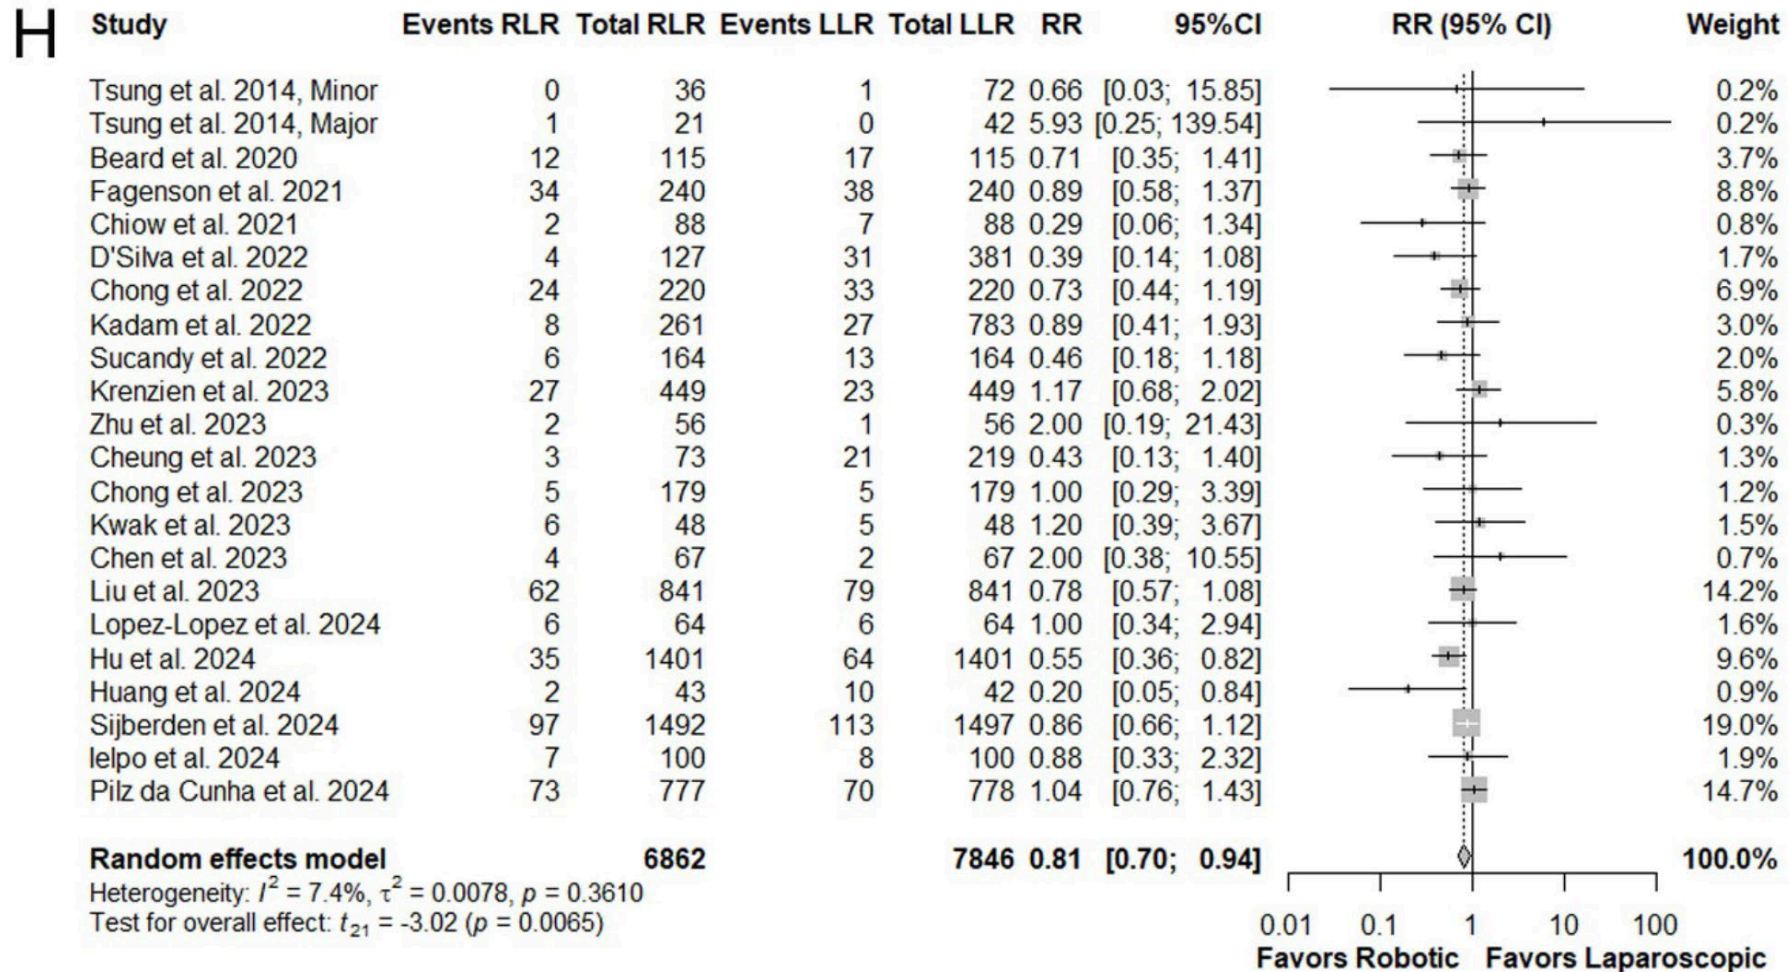 H
Study Events RLR Total RLR Events LLR Total LLR RR 95%CI RR (95% CI) Weight
Tsung et al. 2014, Minor 0 36 1 72 0.66 [0.03; 15.85] 0.2%
Tsung et al. 2014, Major 1 21 0 42 5.93 [0.25; 139.54] 0.2%
Beard et al. 2020 12 115 17 115 0.71 [0.35; 1.41] 3.7%
Fagenson et al. 2021 34 240 38 240 0.89 [0.58; 1.37] 8.8%
Chiow et al. 2021 2 88 7 88 0.29 [0.06; 1.34] 0.8%
D'Silva et al. 2022 4 127 31 381 0.39 [0.14; 1.08] 1.7%
Chong et al. 2022 24 220 33 220 0.73 [0.44; 1.19] 6.9%
Kadam et al. 2022 8 261 27 783 0.89 [0.41; 1.93] 3.0%
Sucandy et al. 2022 6 164 13 164 0.46 [0.18; 1.18] 2.0%
Krenzien et al. 2023 27 449 23 449 1.17 [0.68; 2.02] 5.8%
Zhu et al. 2023 2 56 1 56 2.00 [0.19; 21.43] 0.3%
Cheung et al. 2023 3 73 21 219 0.43 [0.13; 1.40] 1.3%
Chong et al. 2023 5 179 5 179 1.00 [0.29; 3.39] 1.2%
Kwak et al. 2023 6 48 5 48 1.20 [0.39; 3.67] 1.5%
Chen et al. 2023 4 67 2 67 2.00 [0.38; 10.55] 0.7%
Liu et al. 2023 62 841 79 841 0.78 [0.57; 1.08] 14.2%
Lopez-Lopez et al. 2024 6 64 6 64 1.00 [0.34; 2.94] 1.6%
Hu et al. 2024 35 1401 64 1401 0.55 [0.36; 0.82] 9.6%
Huang et al. 2024 2 43 10 42 0.20 [0.05; 0.84] 0.9%
Sijberden et al. 2024 97 1492 113 1497 0.86 [0.66; 1.12] 19.0%
Ielpo et al. 2024 7 100 8 100 0.88 [0.33; 2.32] 1.9%
Pilz da Cunha et al. 2024 73 777 70 778 1.04 [0.76; 1.43] 14.7%
Random effects model 6862 7846 0.81 [0.70; 0.94] 100.0%
Heterogeneity: I² = 7.4%, τ² = 0.0078, p = 0.3610
Test for overall effect: t₂₁ = -3.02 (p = 0.0065)
0.01 0.1 1 10 100
Favors Robotic Favors Laparoscopic